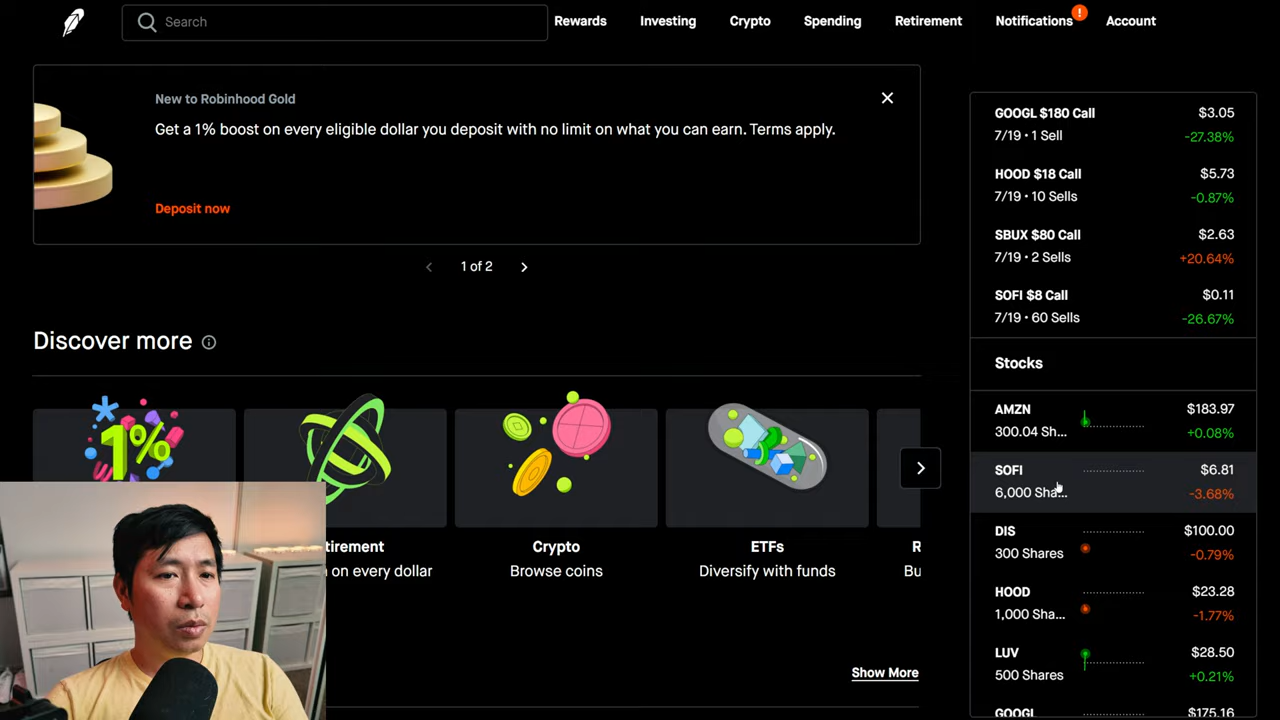 Search
Rewards
Investing
Crypto
Spending
Retirement
Notifications
!
Account
New to Robinhood Gold
Get a 1% boost on every eligible dollar you deposit with no limit on what you can earn. Terms apply.
Deposit now
1 of 2
Discover more
1%
tirement
on every dollar
Crypto
Browse coins
ETFs
Diversify with funds
R
Bu
Show More
GOOGL $180 Call
$3.05
7/19 • 1 Sell
-27.38%
HOOD $18 Call
$5.73
7/19 • 10 Sells
-0.87%
SBUX $80 Call
$2.63
7/19 • 2 Sells
+20.64%
SOFI $8 Call
$0.11
7/19 • 60 Sells
-26.67%
Stocks
AMZN
$183.97
300.04 Sh...
+0.08%
SOFI
$6.81
6,000 Sha...
-3.68%
DIS
$100.00
300 Shares
-0.79%
HOOD
$23.28
1,000 Sha...
-1.77%
LUV
$28.50
500 Shares
+0.21%
GOOGL
$175.16